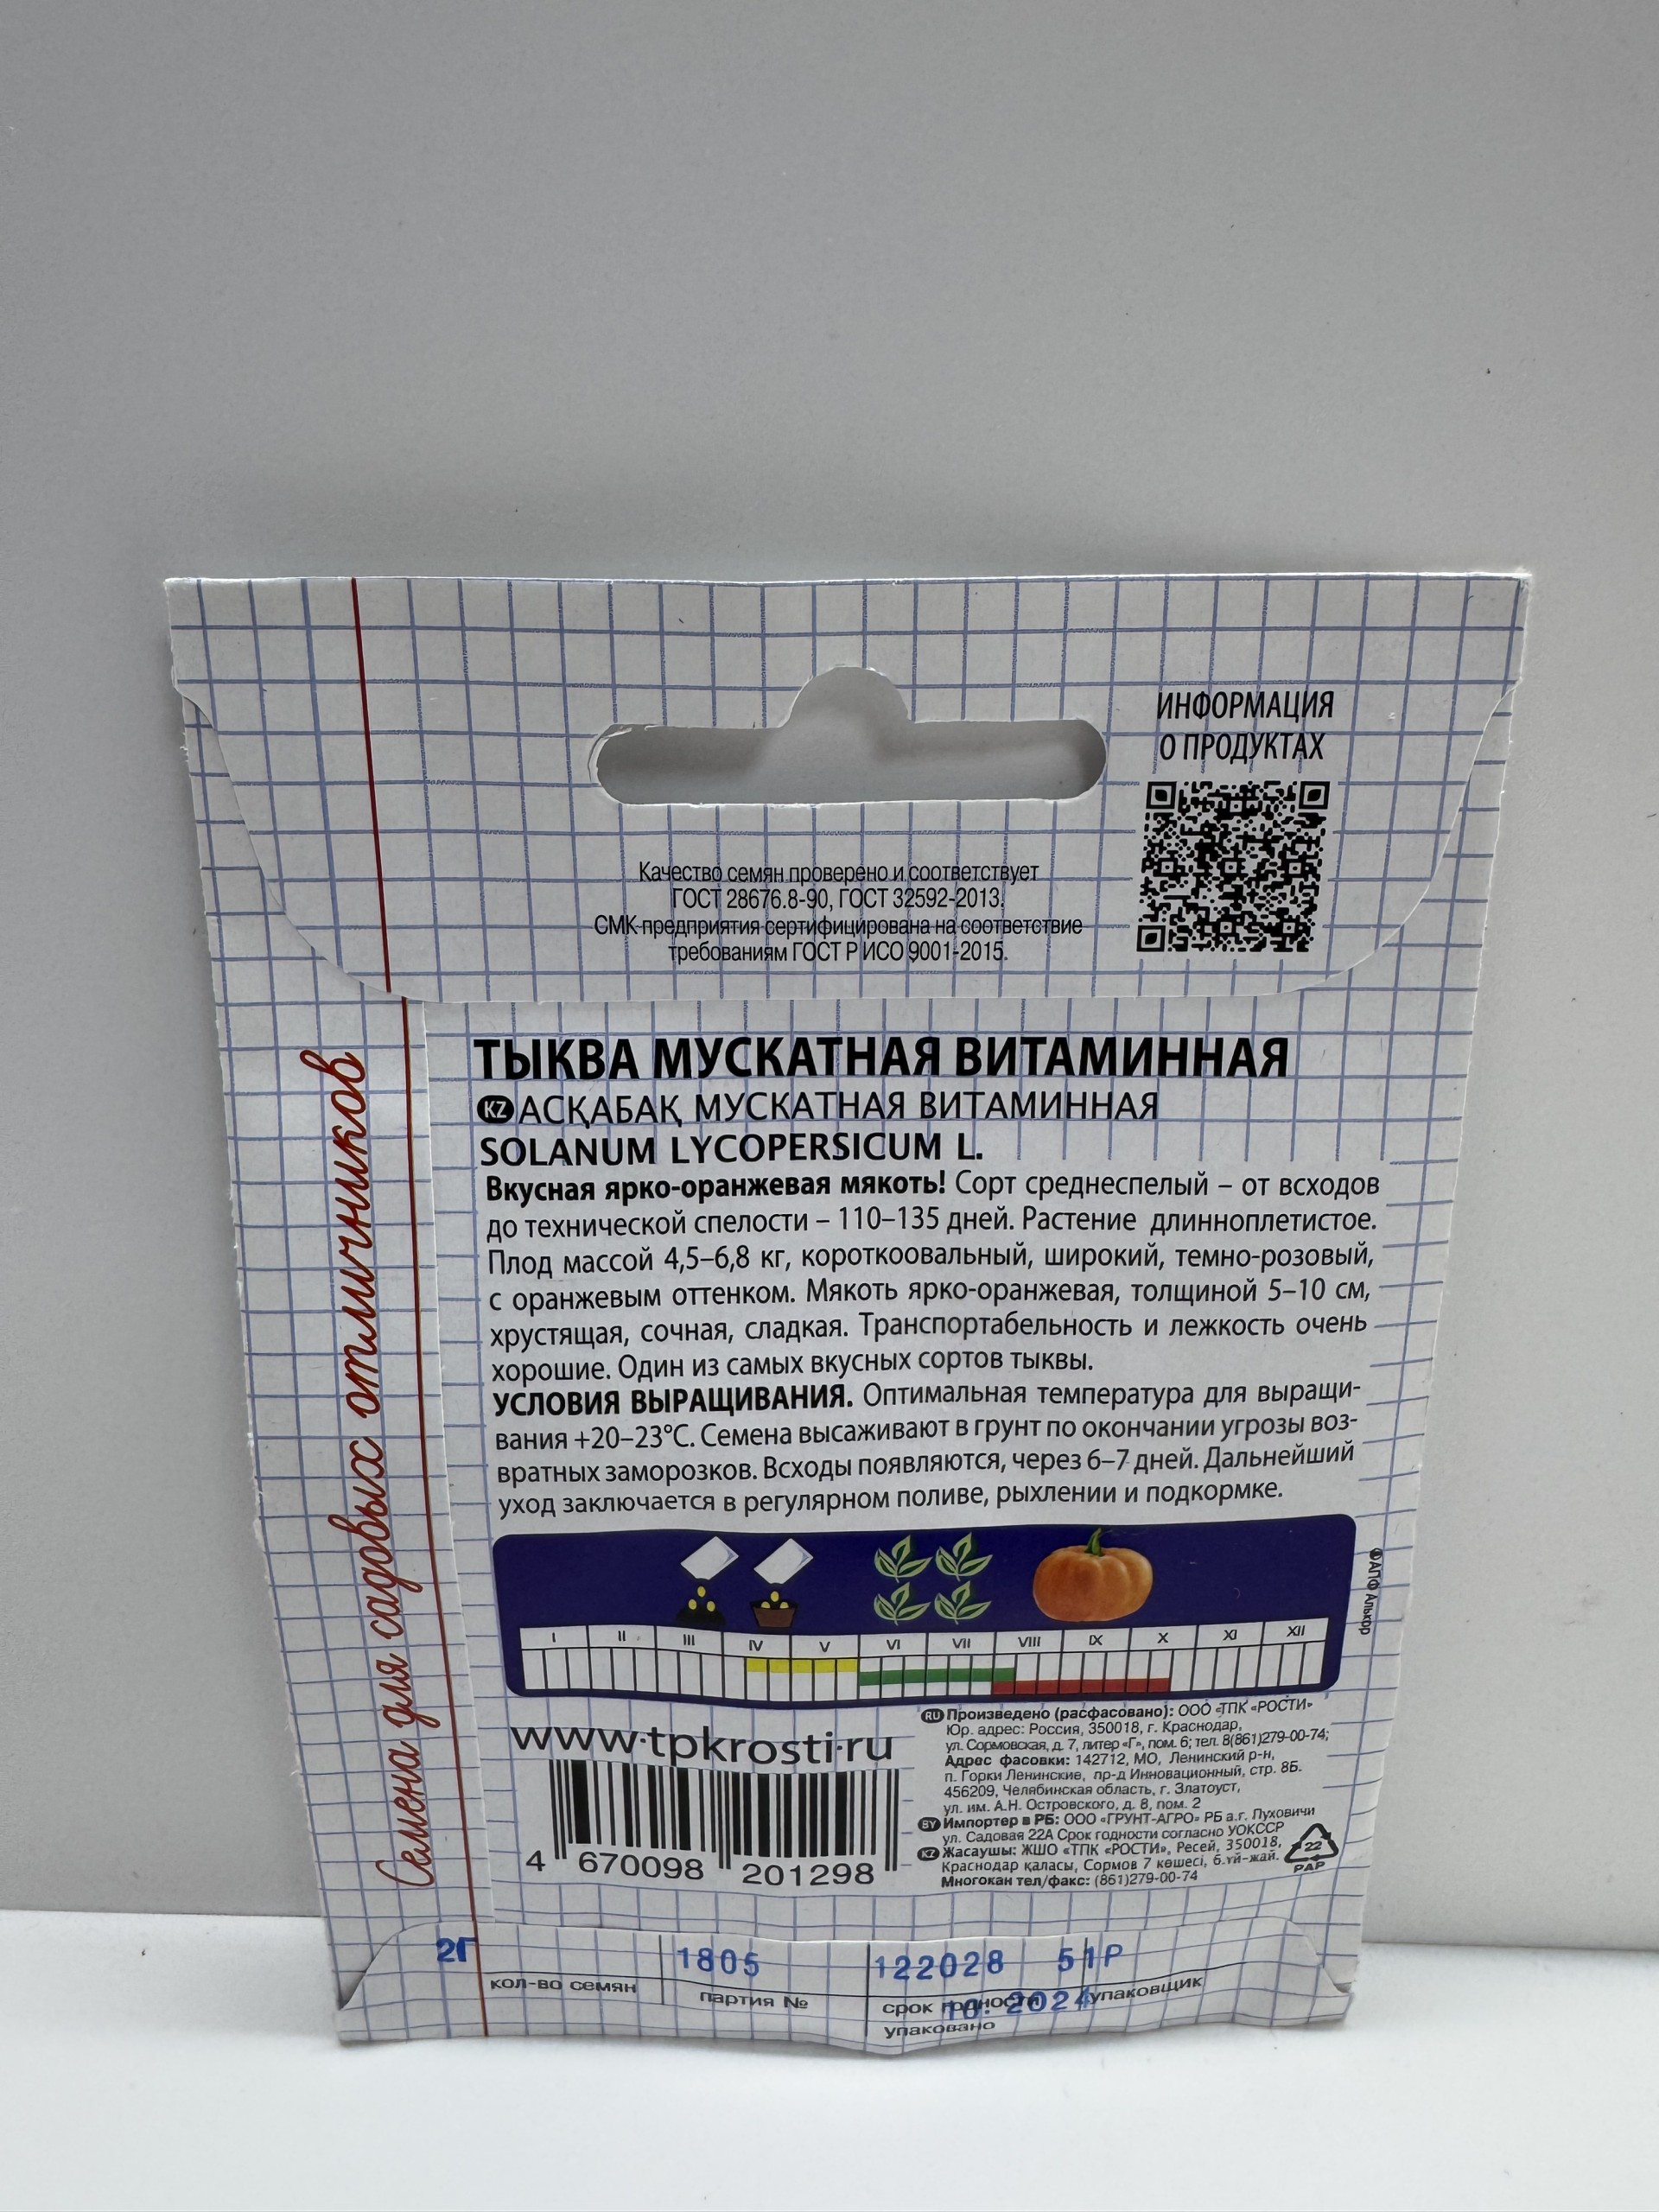 ИНФОРМАЦИЯ
О ПРОДУКТАХ
Качество семян проверено и соответствует
ГОСТ 28676.8-90, ГОСТ 32592-2013.
СМК предприятия сертифицирована на соответствие
требованиям ГОСТ Р ИСО 9001-2015.
Семена для садовых отличников
ТЫКВА МУСКАТНАЯ ВИТАМИННАЯ
KZ АСҚАБАҚ МУСКАТНАЯ ВИТАМИННАЯ
SOLANUM LYCOPERSICUM L.
Вкусная ярко-оранжевая мякоть! Сорт среднеспелый – от всходов
до технической спелости – 110–135 дней. Растение длинноплетистое.
Плод массой 4,5–6,8 кг, короткоовальный, широкий, темно-розовый,
с оранжевым оттенком. Мякоть ярко-оранжевая, толщиной 5–10 см,
хрустящая, сочная, сладкая. Транспортабельность и лежкость очень
хорошие. Один из самых вкусных сортов тыквы.
УСЛОВИЯ ВЫРАЩИВАНИЯ. Оптимальная температура для выращи-
вания +20–23°С. Семена высаживают в грунт по окончании угрозы воз-
вратных заморозков. Всходы появляются, через 6–7 дней. Дальнейший
уход заключается в регулярном поливе, рыхлении и подкормке.
I II III IV V VI VII VIII IX X XI XII
®АПФ Алькор
www.tpkrosti.ru
4 670098 201298
RU Произведено (расфасовано): ООО «ТПК «РОСТИ»
Юр. адрес: Россия, 350018, г. Краснодар,
ул. Сормовская, д. 7, литер «Г», пом. 6; тел. 8(861)279-00-74;
Адрес фасовки: 142712, МО, Ленинский р-н,
п. Горки Ленинские, пр-д Инновационный, стр. 8Б.
456209, Челябинская область, г. Златоуст,
ул. им. А.Н. Островского, д. 8, пом. 2
BY Импортер в РБ: ООО «ГРУНТ-АГРО» РБ а.г. Пуховичи
ул. Садовая 22А Срок годности согласно УОКССР
KZ Жасаушы: ЖШО «ТПК «РОСТИ», Ресей, 350018,
Краснодар қаласы, Сормов 7 көшесі, 6.үй-жай.
Многокан тел/факс: (861)279-00-74
22
PAP
2Г 1805 122028 51Р
кол-во семян партия № срок годности упаковщик
10. 2024
упаковано